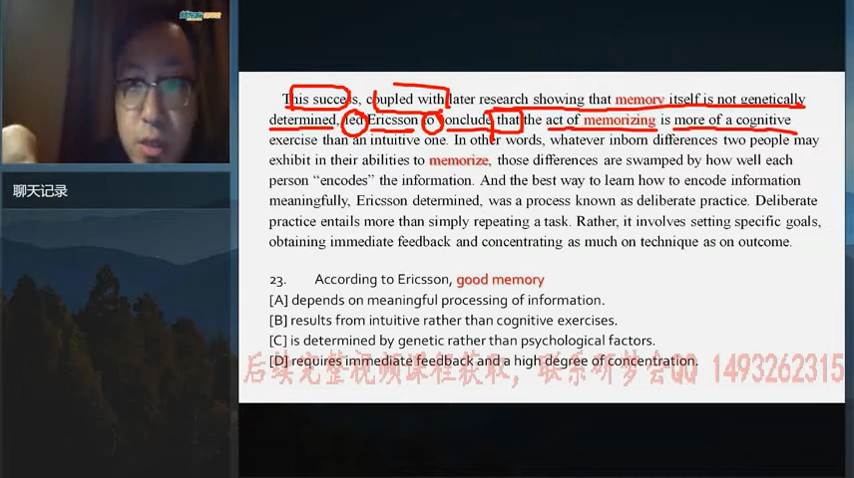 This success, coupled with later research showing that memory itself is not genetically
determined, led Ericsson to conclude that the act of memorizing is more of a cognitive
exercise than an intuitive one. In other words, whatever inborn differences two people may
exhibit in their abilities to memorize, those differences are swamped by how well each
person “encodes” the information. And the best way to learn how to encode information
meaningfully, Ericsson determined, was a process known as deliberate practice. Deliberate
practice entails more than simply repeating a task. Rather, it involves setting specific goals,
obtaining immediate feedback and concentrating as much on technique as on outcome.
聊天记录
23. According to Ericsson, good memory
[A] depends on meaningful processing of information.
[B] results from intuitive rather than cognitive exercises.
[C] is determined by genetic rather than psychological factors.
[D] requires immediate feedback and a high degree of concentration.
后续完整视频课程获取，联系研梦会QQ 1493262315